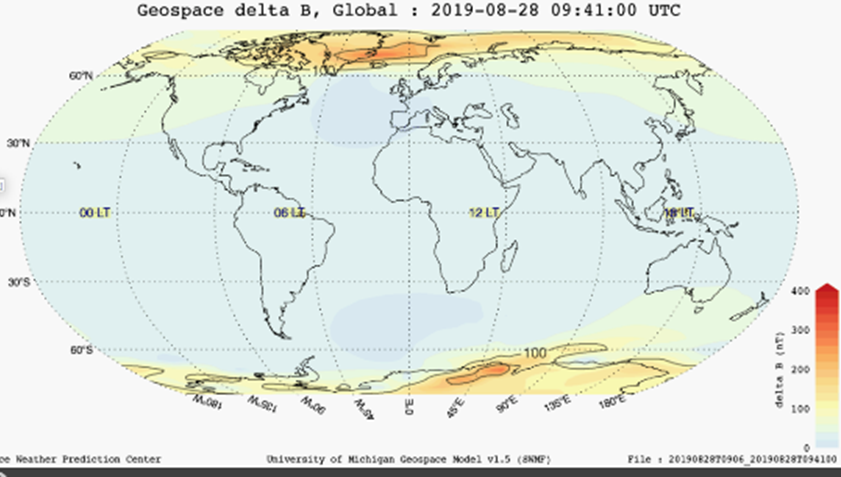 Geospace delta B, Global : 2019-08-28 09:41:00 UTC
100
60°N
30°N
0°N
00 LT
06 LT
12 LT
18 LT
30°S
60°S
100
180°W
135°W
90°W
45°W
0°E
45°E
90°E
135°E
180°E
400
300
200
100
0
delta B (nT)
ce Weather Prediction Center
University of Michigan Geospace Model v1.5 (SWMF)
File : 20190828T0906_20190828T094100